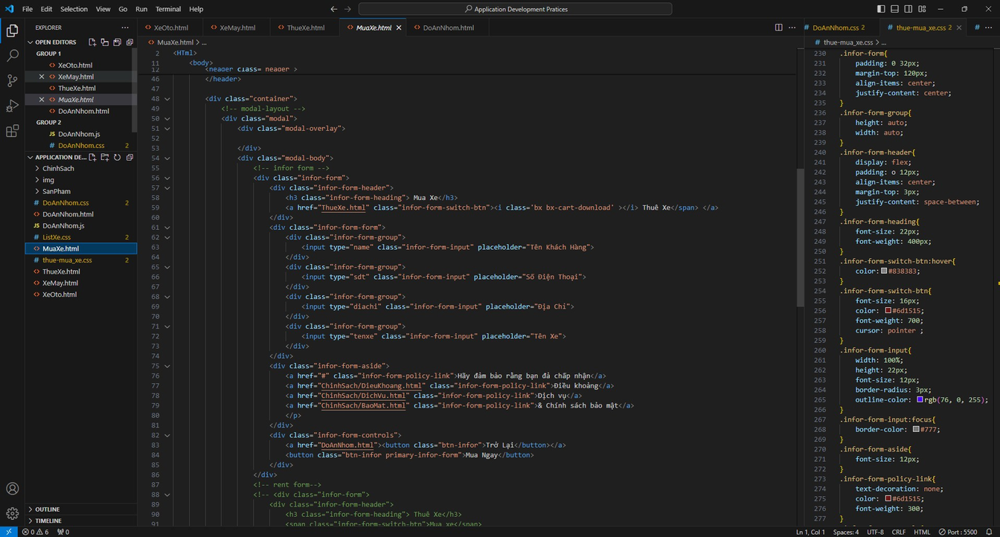 File Edit Selection View Go Run Terminal Help
Application Development Pratices
EXPLORER
OPEN EDITORS
GROUP 1
XeOto.html
XeMay.html
ThueXe.html
MuaXe.html
DoAnNhom.html
GROUP 2
DoAnNhom.js
DoAnNhom.css 2
APPLICATION DE...
ChinhSach
img
SanPham
DoAnNhom.css 2
DoAnNhom.html
DoAnNhom.js
ListXe.css 2
MuaXe.html
thue-mua_xe.css 2
ThueXe.html
XeMay.html
XeOto.html
OUTLINE
TIMELINE
XeOto.html XeMay.html ThueXe.html MuaXe.html DoAnNhom.html
MuaXe.html > ...
2 <HTml>
11 <body>
12 <header class="header">
46 </header>
47
48 <div class="container">
49 <!-- modal-layout -->
50 <div class="modal">
51 <div class="modal-overlay">
52
53 </div>
54 <div class="modal-body">
55 <!-- infor form -->
56 <div class="infor-form">
57 <div class="infor-form-header">
58 <h3 class="infor-form-heading"> Mua Xe</h3>
59 <a href="ThueXe.html" class="infor-form-switch-btn"><i class='bx bx-cart-download' ></i> Thuê Xe</span> </a>
60 </div>
61 <div class="infor-form-form">
62 <div class="infor-form-group">
63 <input type="name" class="infor-form-input" placeholder="Tên Khách Hàng">
64 </div>
65 <div class="infor-form-group">
66 <input type="sdt" class="infor-form-input" placeholder="Số Điện Thoại">
67 </div>
68 <div class="infor-form-group">
69 <input type="diachi" class="infor-form-input" placeholder="Địa Chỉ">
70 </div>
71 <div class="infor-form-group">
72 <input type="tenxe" class="infor-form-input" placeholder="Tên Xe">
73 </div>
74 </div>
75 <div class="infor-form-aside">
76 <a href="#" class="infor-form-policy-link">Hãy đảm bảo rằng bạn đã chấp nhận</a>
77 <a href="ChinhSach/DieuKhoang.html" class="infor-form-policy-link">Điều khoảng</a>
78 <a href="ChinhSach/DichVu.html" class="infor-form-policy-link">Dịch vụ</a>
79 <a href="ChinhSach/BaoMat.html" class="infor-form-policy-link">& Chính sách bảo mật</a>
80 </p>
81 </div>
82 <div class="infor-form-controls">
83 <a href="DoAnNhom.html"><button class="btn-infor">Trở Lại</button></a>
84 <button class="btn-infor primary-infor-form">Mua Ngay</button>
85 </div>
86 </div>
87 <!-- rent form-->
88 <!-- <div class="infor-form">
89 <div class="infor-form-header">
90 <h3 class="infor-form-heading"> Thuê Xe</h3>
91 <span class="infor-form-switch-btn">Mua xe</span>
DoAnNhom.css 2 thue-mua_xe.css 2
thue-mua_xe.css > ...
230 .infor-form{
231 padding: 0 32px;
232 margin-top: 120px;
233 align-items: center;
234 justify-content: center;
235 }
236 .infor-form-group{
237 height: auto;
238 width: auto;
239 }
240 .infor-form-header{
241 display: flex;
242 padding: o 12px;
243 align-items: center;
244 margin-top: 3px;
245 justify-content: space-between;
246 }
247 .infor-form-heading{
248 font-size: 22px;
249 font-weight: 400px;
250 }
251 .infor-form-switch-btn:hover{
252 color:#838383;
253 }
254 .infor-form-switch-btn{
255 font-size: 16px;
256 color: #6d1515;
257 font-weight: 700;
258 cursor: pointer ;
259 }
260 .infor-form-input{
261 width: 100%;
262 height: 22px;
263 font-size: 12px;
264 border-radius: 3px;
265 outline-color: rgb(76, 0, 255);
266 }
267 .infor-form-input:focus{
268 border-color: #777;
269 }
270 .infor-form-aside{
271 font-size: 12px;
272 }
273 .infor-form-policy-link{
274 text-decoration: none;
275 color: #6d1515;
276 font-weight: 300;
277 }
0 6 0
Ln 1, Col 1 Spaces: 4 UTF-8 CRLF HTML Port : 5500